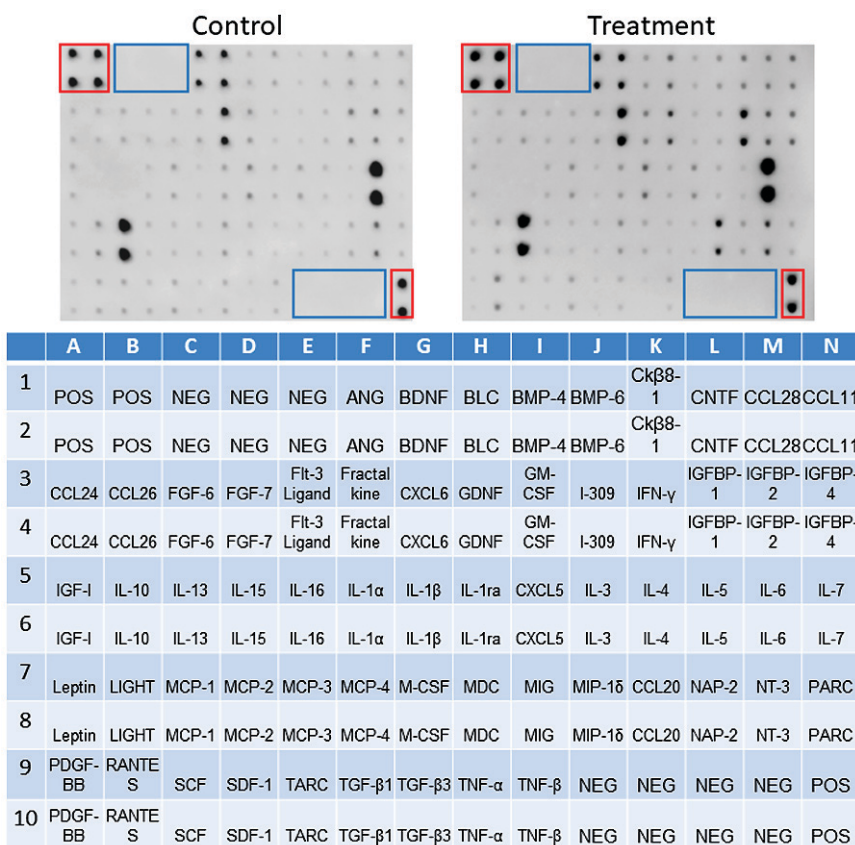 Control Treatment
A B C D E F G H I J K L M N
1 POS POS NEG NEG NEG ANG BDNF BLC BMP-4 BMP-6 Ckβ8-1 CNTF CCL28 CCL11
2 POS POS NEG NEG NEG ANG BDNF BLC BMP-4 BMP-6 Ckβ8-1 CNTF CCL28 CCL11
3 CCL24 CCL26 FGF-6 FGF-7 Flt-3 Ligand Fractal kine CXCL6 GDNF GM-CSF I-309 IFN-γ IGFBP-1 IGFBP-2 IGFBP-4
4 CCL24 CCL26 FGF-6 FGF-7 Flt-3 Ligand Fractal kine CXCL6 GDNF GM-CSF I-309 IFN-γ IGFBP-1 IGFBP-2 IGFBP-4
5 IGF-I IL-10 IL-13 IL-15 IL-16 IL-1α IL-1β IL-1ra CXCL5 IL-3 IL-4 IL-5 IL-6 IL-7
6 IGF-I IL-10 IL-13 IL-15 IL-16 IL-1α IL-1β IL-1ra CXCL5 IL-3 IL-4 IL-5 IL-6 IL-7
7 Leptin LIGHT MCP-1 MCP-2 MCP-3 MCP-4 M-CSF MDC MIG MIP-1δ CCL20 NAP-2 NT-3 PARC
8 Leptin LIGHT MCP-1 MCP-2 MCP-3 MCP-4 M-CSF MDC MIG MIP-1δ CCL20 NAP-2 NT-3 PARC
9 PDGF-BB RANTE S SCF SDF-1 TARC TGF-β1 TGF-β3 TNF-α TNF-β NEG NEG NEG NEG POS
10 PDGF-BB RANTE S SCF SDF-1 TARC TGF-β1 TGF-β3 TNF-α TNF-β NEG NEG NEG NEG POS